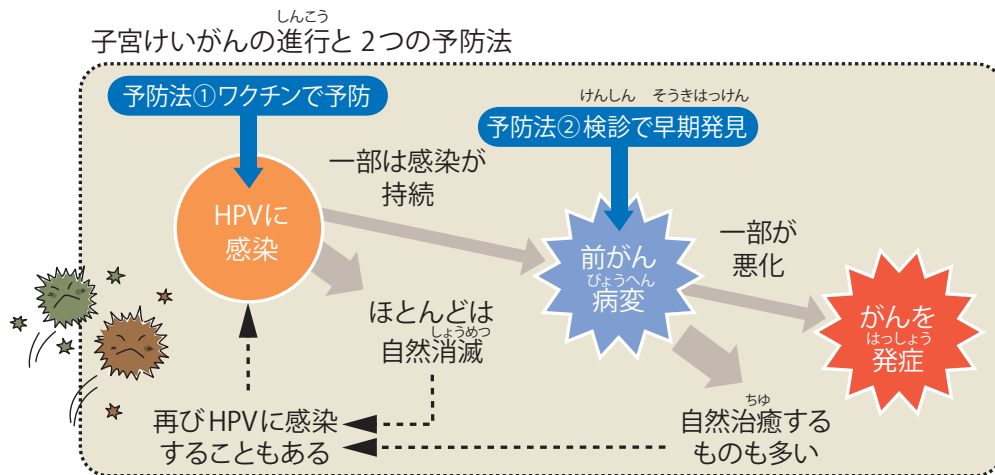 しんこう
子宮けいがんの進行と2つの予防法
予防法①ワクチンで予防
けんしん そうきはっけん
予防法②検診で早期発見
一部は感染が
持続
HPVに
感染
前がん
びょうへん
病変
一部が
悪化
がんを
はっしょう
発症
ほとんどは
しょうめつ
自然消滅
再びHPVに感染
することもある
ちゆ
自然治癒する
ものも多い